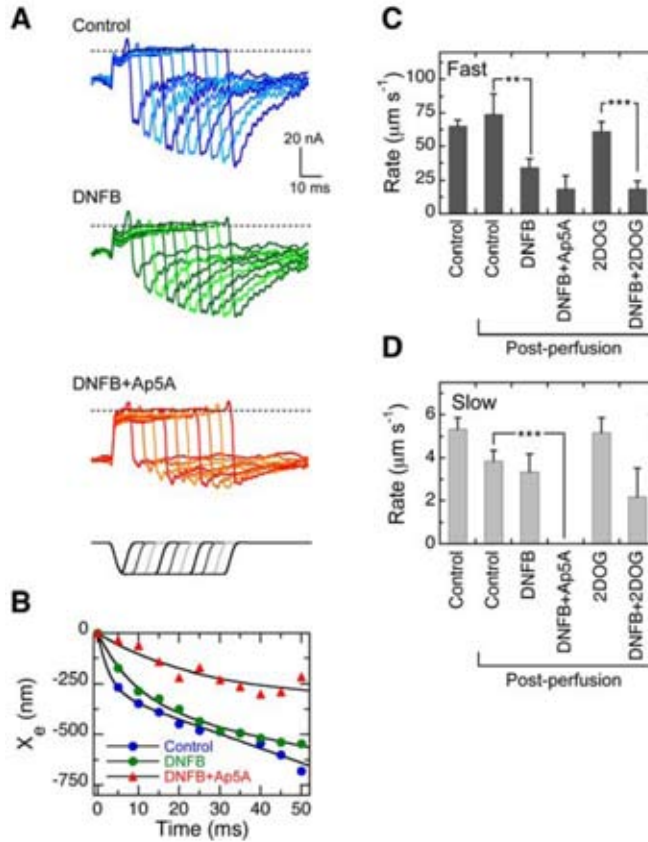 A
Control
20 nA
10 ms
DNFB
DNFB+Ap5A
B
0
-250
-500
-750
X e (nm)
Control
DNFB
DNFB+Ap5A
0 10 20 30 40 50
Time (ms)
C
Fast
**
***
100
75
50
25
0
Rate (μm s⁻¹)
Control
Control
DNFB
DNFB+Ap5A
2DOG
DNFB+2DOG
Post-perfusion
D
Slow
***
6
4
2
0
Rate (μm s⁻¹)
Control
Control
DNFB
DNFB+Ap5A
2DOG
DNFB+2DOG
Post-perfusion